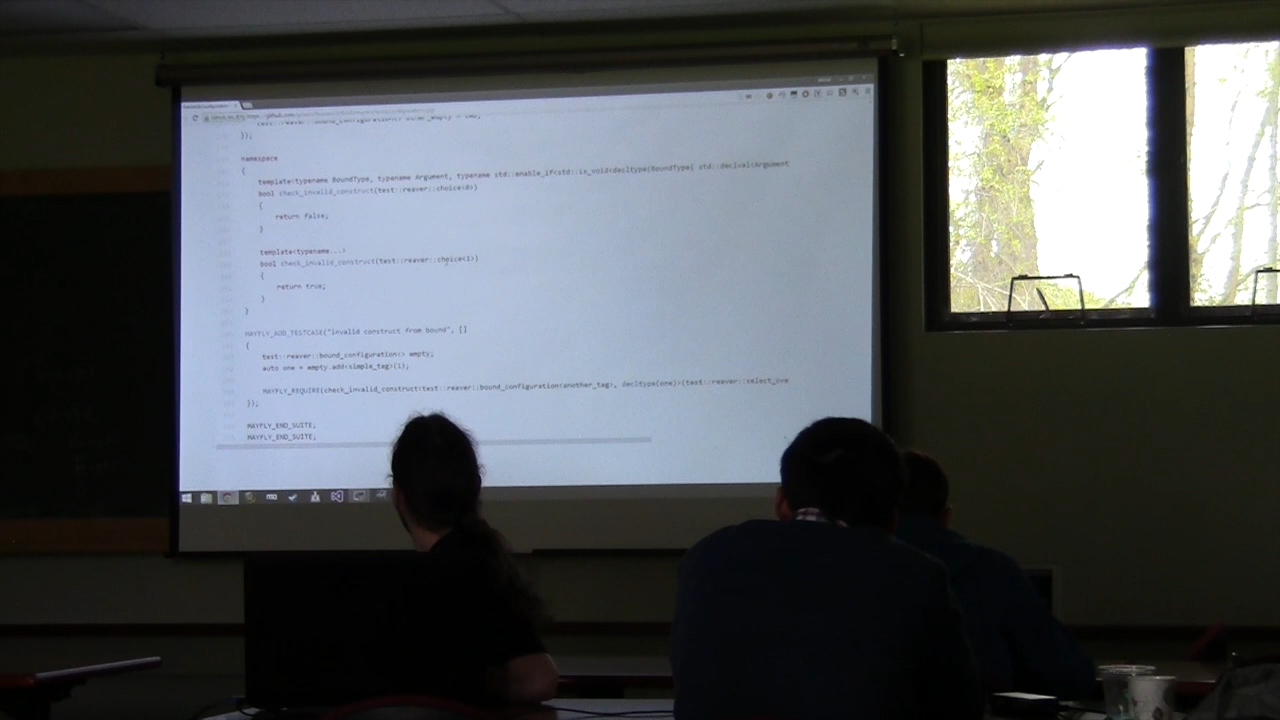 });
namespace
{
template<typename BoundType, typename Argument, typename std::enable_if<std::is_void<decltype(BoundType{ std::declval<Argument
bool check_invalid_construct(test::reaver::choice<0>)
{
return false;
}
template<typename...>
bool check_invalid_construct(test::reaver::choice<1>)
{
return true;
}
}
MAYFLY_ADD_TESTCASE("invalid construct from bound", []
{
test::reaver::bound_configuration<> empty;
auto one = empty.add<simple_tag>(1);
MAYFLY_REQUIRE(check_invalid_construct<test::reaver::bound_configuration<another_tag>, decltype(one)>(test::reaver::select_ove
});
MAYFLY_END_SUITE;
MAYFLY_END_SUITE;